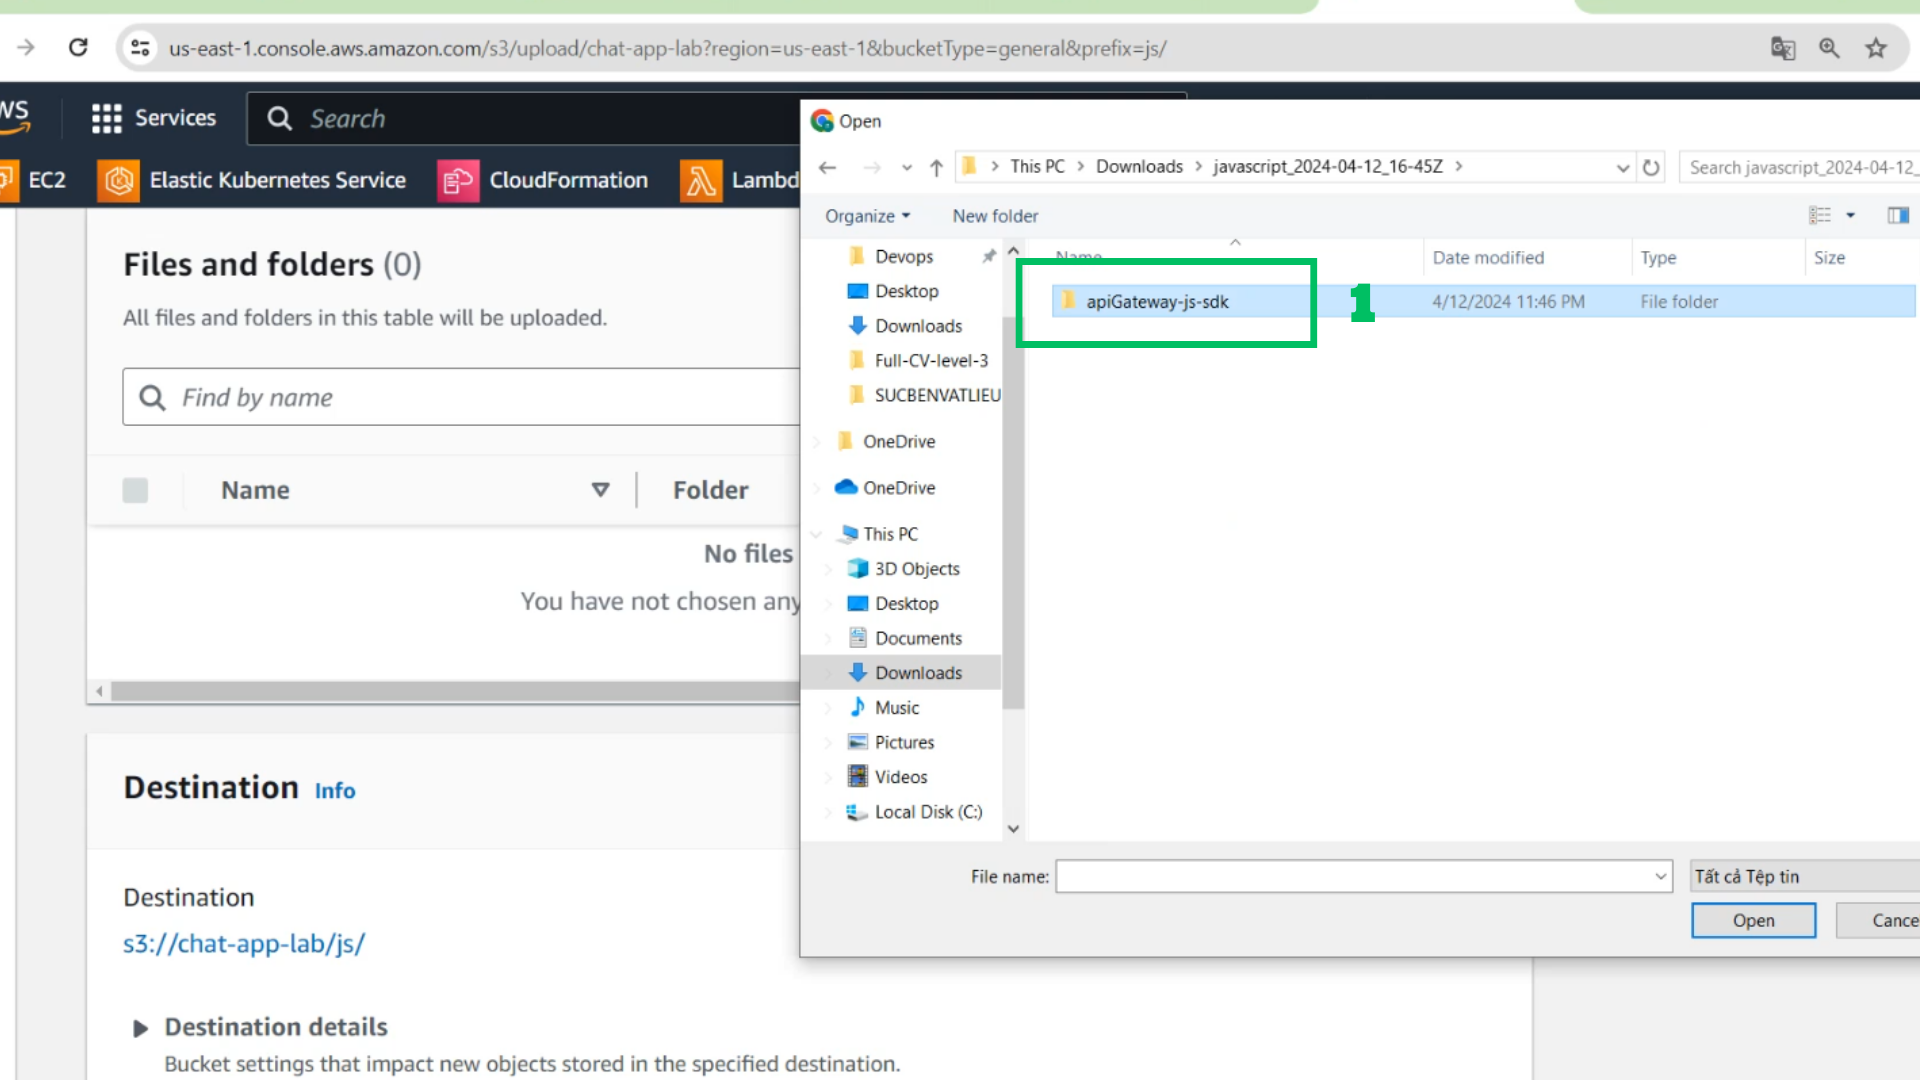 us-east-1.console.aws.amazon.com/s3/upload/chat-app-lab?region=us-east-1&bucketType=general&prefix=js/
Services
Search
EC2
Elastic Kubernetes Service
CloudFormation
Lambd
Files and folders (0)
All files and folders in this table will be uploaded.
Find by name
Name
Folder
No files
You have not chosen any
Destination Info
Destination
s3://chat-app-lab/js/
Destination details
Bucket settings that impact new objects stored in the specified destination.
Open
This PC
Downloads
javascript_2024-04-12_16-45Z
Search javascript_2024-04-12_
Organize
New folder
Devops
Desktop
Downloads
Full-CV-level-3
SUCBENVATLIEU
OneDrive
OneDrive
This PC
3D Objects
Desktop
Documents
Downloads
Music
Pictures
Videos
Local Disk (C:)
Name
Date modified
Type
Size
apiGateway-js-sdk
1
4/12/2024 11:46 PM
File folder
File name:
Tất cả Tệp tin
Open
Cance